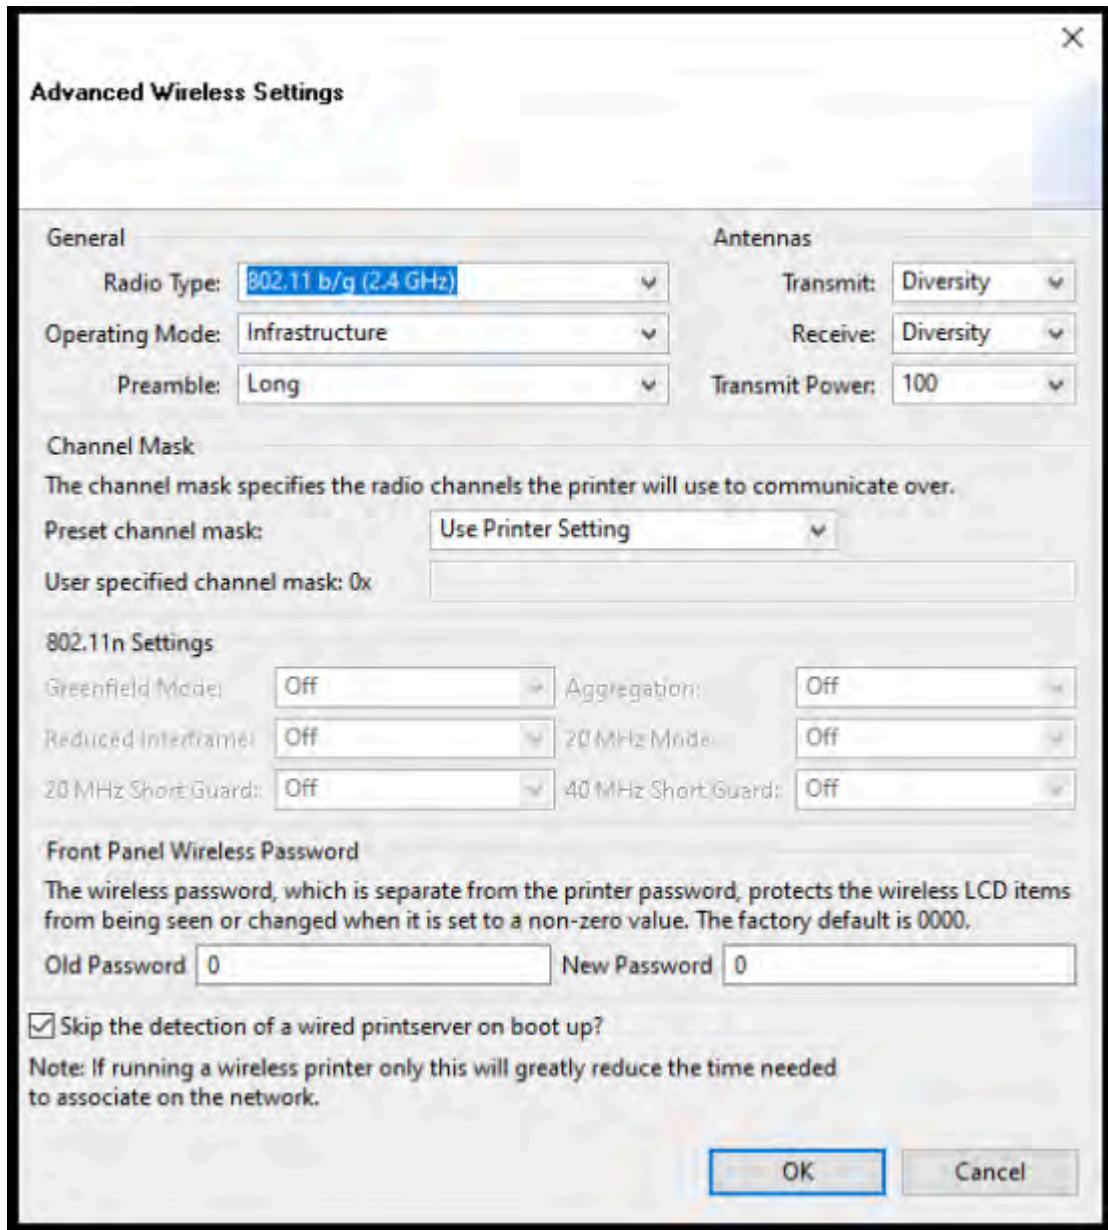 Advanced Wireless Settings
General
Antennas
Radio Type: 802.11 b/g (2.4 GHz)
Transmit: Diversity
Operating Mode: Infrastructure
Receive: Diversity
Preamble: Long
Transmit Power: 100
Channel Mask
The channel mask specifies the radio channels the printer will use to communicate over.
Preset channel mask: Use Printer Setting
User specified channel mask: 0x
802.11n Settings
Greenfield Mode: Off
Aggregation: Off
Reduced Interframe: Off
20 MHz Mode: Off
20 MHz Short Guard: Off
40 MHz Short Guard: Off
Front Panel Wireless Password
The wireless password, which is separate from the printer password, protects the wireless LCD items
from being seen or changed when it is set to a non-zero value. The factory default is 0000.
Old Password 0
New Password 0
Skip the detection of a wired printserver on boot up?
Note: If running a wireless printer only this will greatly reduce the time needed
to associate on the network.
OK
Cancel